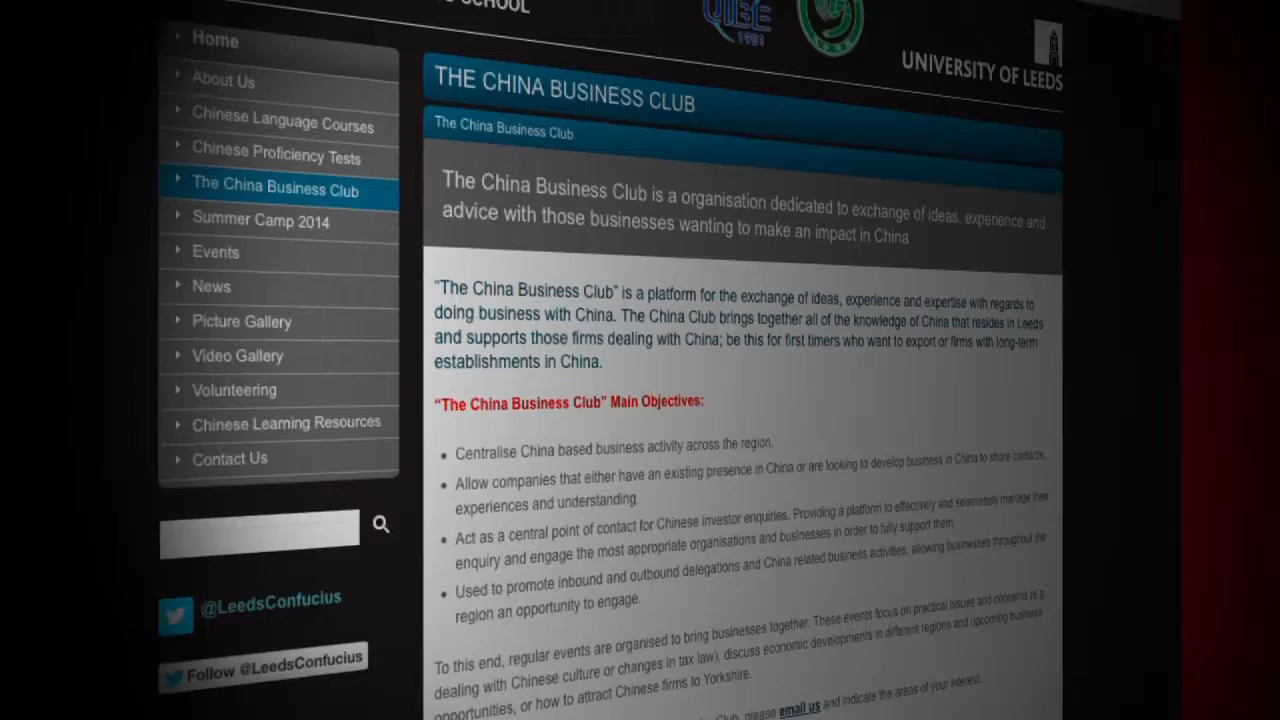 SCHOOL
UIBE
1951
UNIVERSITY OF LEEDS
Home
About Us
Chinese Language Courses
Chinese Proficiency Tests
The China Business Club
Summer Camp 2014
Events
News
Picture Gallery
Video Gallery
Volunteering
Chinese Learning Resources
Contact Us
@LeedsConfucius
Follow @LeedsConfucius
THE CHINA BUSINESS CLUB
The China Business Club
The China Business Club is a organisation dedicated to exchange of ideas, experience and
advice with those businesses wanting to make an impact in China
"The China Business Club" is a platform for the exchange of ideas, experience and expertise with regards to
doing business with China. The China Club brings together all of the knowledge of China that resides in Leeds
and supports those firms dealing with China; be this for first timers who want to export or firms with long-term
establishments in China.
"The China Business Club" Main Objectives:
Centralise China based business activity across the region.
Allow companies that either have an existing presence in China or are looking to develop business in China to share contacts,
experiences and understanding.
Act as a central point of contact for Chinese investor enquiries. Providing a platform to effectively and seamlessly manage their
enquiry and engage the most appropriate organisations and businesses in order to fully support them.
Used to promote inbound and outbound delegations and China related business activities, allowing businesses throughout the
region an opportunity to engage.
To this end, regular events are organised to bring businesses together. These events focus on practical issues and concerns (e.g.
dealing with Chinese culture or changes in tax law), discuss economic developments in different regions and upcoming business
opportunities, or how to attract Chinese firms to Yorkshire.
Club, please email us and indicate the areas of your interest.